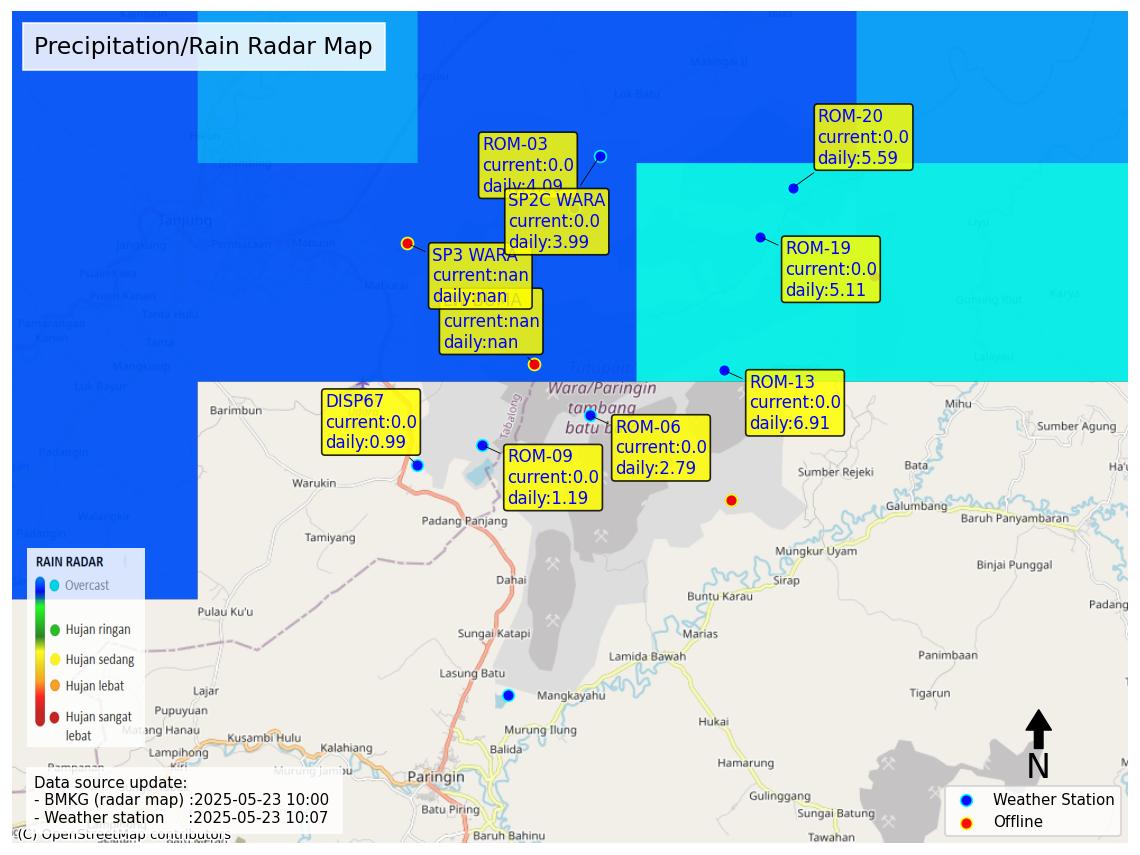 Precipitation/Rain Radar Map
ROM-20
current:0.0
daily:5.59
ROM-03
current:0.0
daily:4.09
SP2C WARA
current:0.0
daily:3.99
ROM-19
current:0.0
daily:5.11
SP3 WARA
current:nan
daily:nan
current:nan
daily:nan
ROM-13
current:0.0
daily:6.91
DISP67
current:0.0
daily:0.99
ROM-06
current:0.0
daily:2.79
ROM-09
current:0.0
daily:1.19
Tanjung
Maburai
Tutupan
Wara/Paringin
tambang
batu
Tabalong
Barimbun
Warukin
Tamiyang
Padang Panjang
Dahai
Sungai Katapi
Lasung Batu
Mangkayahu
Murung Ilung
Balida
Paringin
Batu Piring
Baruh Bahinu
Pulau Ku'u
Lajar
Pupuyuan
Matang Hanau
Lampihong
Kusambi Hulu
Kalahiang
Murung Jambu
Mihu
Sumber Agung
Sumber Rejeki
Bata
Galumbang
Baruh Panyambaran
Mungkur Uyam
Binjai Punggal
Sirap
Buntu Karau
Marias
Lamida Bawah
Panimbaan
Tigarun
Hukai
Hamarung
Gulinggang
Sungai Batung
Tawahan
RAIN RADAR
Overcast
Hujan ringan
Hujan sedang
Hujan lebat
Hujan sangat
lebat
Data source update:
- BMKG (radar map) :2025-05-23 10:00
- Weather station :2025-05-23 10:07
(C) OpenStreetMap contributors
N
Weather Station
Offline